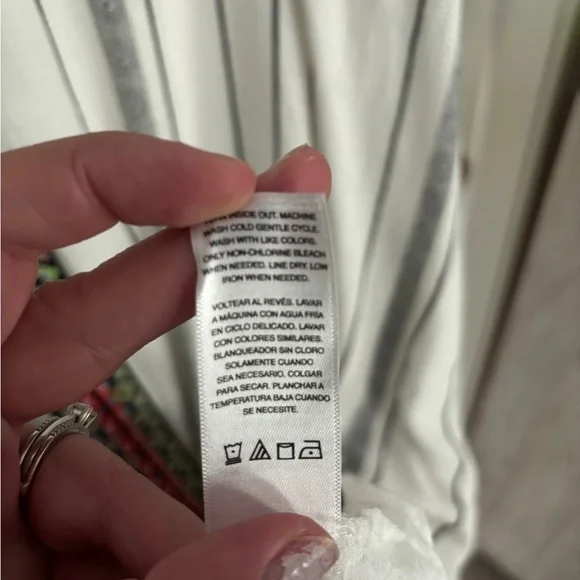 TURN INSIDE OUT. MACHINE
WASH COLD GENTLE CYCLE.
WASH WITH LIKE COLORS.
ONLY NON-CHLORINE BLEACH
WHEN NEEDED. LINE DRY. LOW
IRON WHEN NEEDED.
VOLTEAR AL REVÉS. LAVAR
A MÁQUINA CON AGUA FRÍA
EN CICLO DELICADO. LAVAR
CON COLORES SIMILARES.
BLANQUEADOR SIN CLORO
SOLAMENTE CUANDO
SEA NECESARIO. COLGAR
PARA SECAR. PLANCHAR A
TEMPERATURA BAJA CUANDO
SE NECESITE.